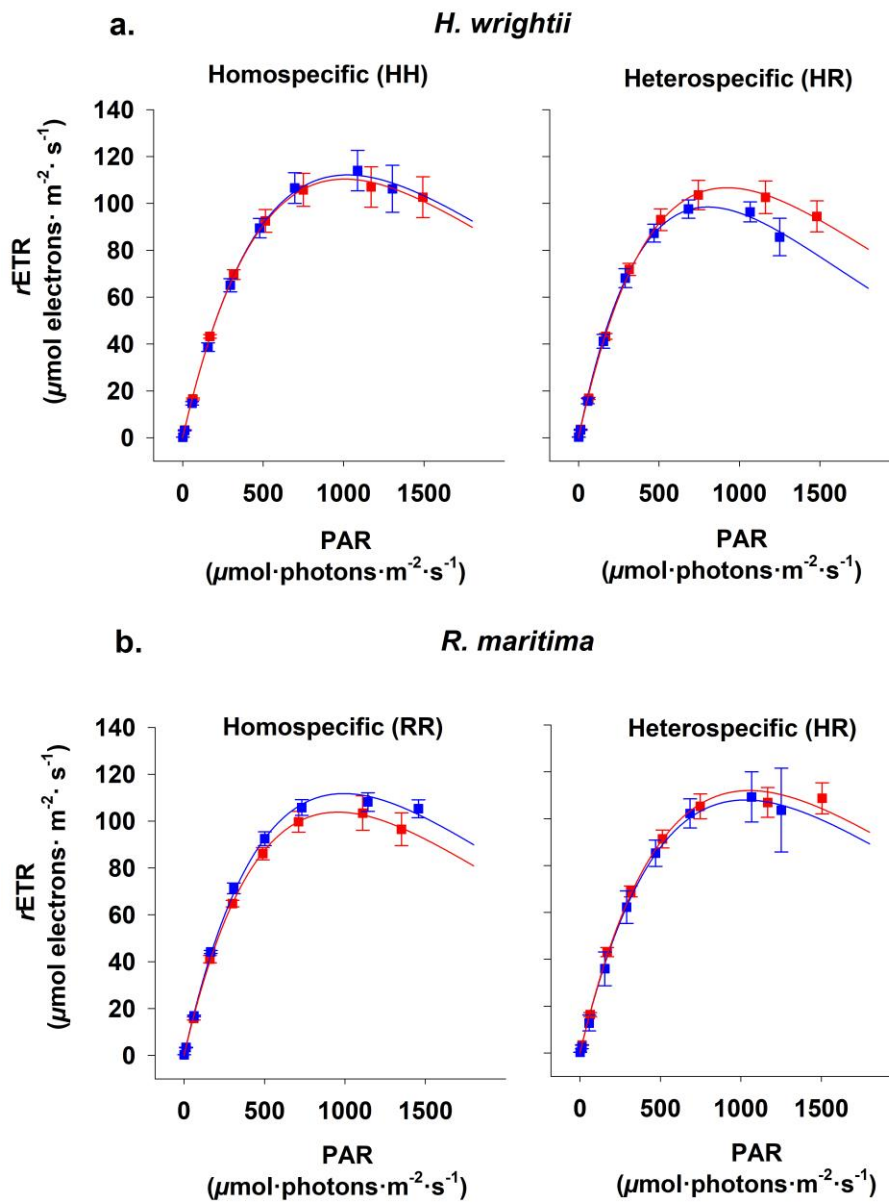 a.
H. wrightii
Homospecific (HH)
Heterospecific (HR)
rETR
(µmol electrons· m⁻²· s⁻¹)
140
120
100
80
60
40
20
0
0 500 1000 1500
0 500 1000 1500
PAR
(µmol·photons·m⁻²·s⁻¹)
PAR
(µmol·photons·m⁻²·s⁻¹)
b.
R. maritima
Homospecific (RR)
Heterospecific (HR)
rETR
(µmol electrons· m⁻²· s⁻¹)
140
120
100
80
60
40
20
0
0 500 1000 1500
0 500 1000 1500
PAR
(µmol·photons·m⁻²·s⁻¹)
PAR
(µmol·photons·m⁻²·s⁻¹)